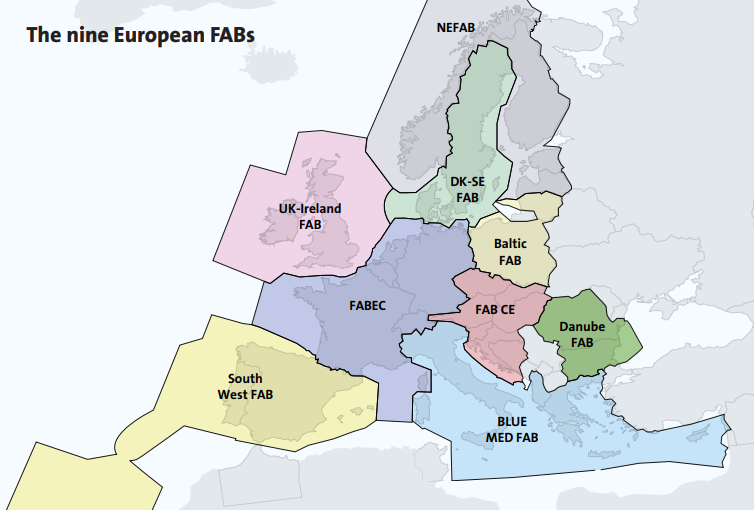 The nine European FABs
NEFAB
DK-SE
FAB
UK-Ireland
FAB
Baltic
FAB
FABEC
FAB CE
Danube
FAB
South
West FAB
BLUE
MED FAB